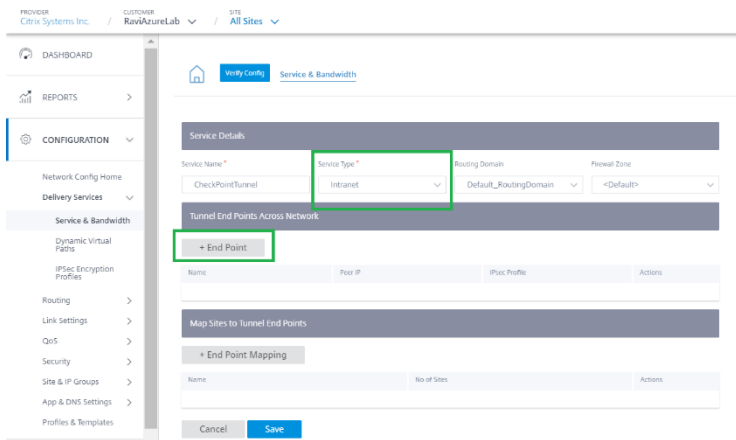 PROVIDER CUSTOMER SITE
Citrix Systems Inc. / RaviAzureLab / All Sites
DASHBOARD
REPORTS
CONFIGURATION
Network Config Home
Delivery Services
Service & Bandwidth
Dynamic Virtual
Paths
IPSec Encryption
Profiles
Routing
Link Settings
QoS
Security
Site & IP Groups
App & DNS Settings
Profiles & Templates
Verify Config Service & Bandwidth
Service Details
Service Name * Service Type * Routing Domain Firewall Zone
CheckPointTunnel Intranet Default_RoutingDomain <Default>
Tunnel End Points Across Network
+ End Point
Name Peer IP IPsec Profile Actions
Map Sites to Tunnel End Points
+ End Point Mapping
Name No of Sites Actions
Cancel Save